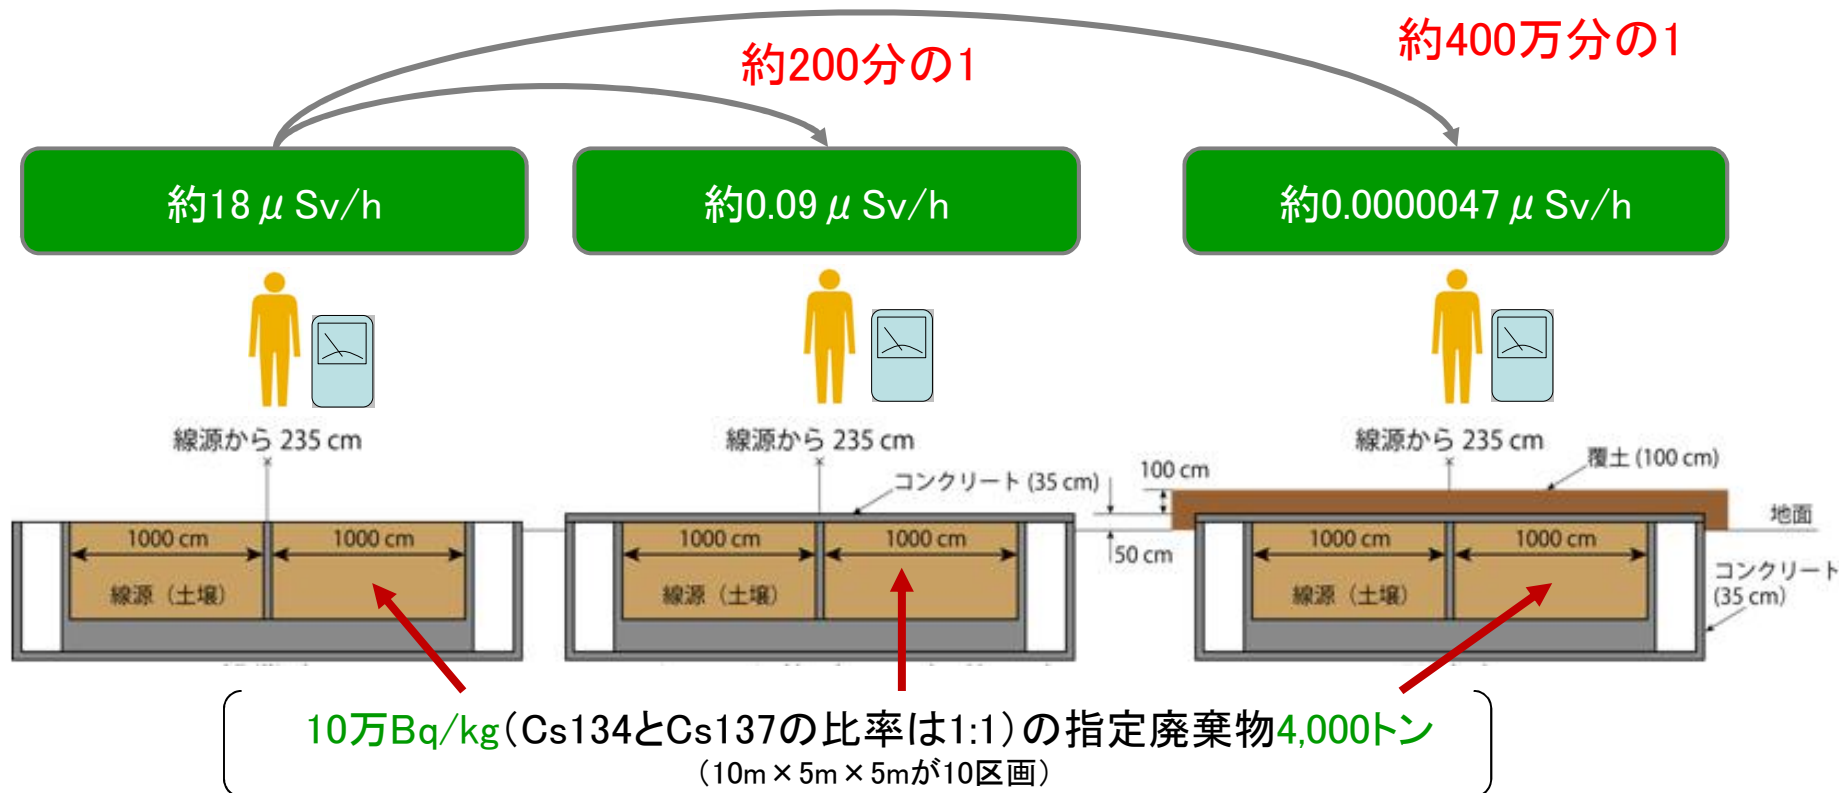 約200分の1
約400万分の1
約18μSv/h
約0.09μSv/h
約0.0000047μSv/h
線源から 235 cm
線源から 235 cm
線源から 235 cm
コンクリート (35 cm)
100 cm
覆土 (100 cm)
地面
50 cm
1000 cm
1000 cm
線源（土壌）
1000 cm
1000 cm
線源（土壌）
1000 cm
1000 cm
線源（土壌）
コンクリート
(35 cm)
10万Bq/kg(Cs134とCs137の比率は1:1)の指定廃棄物4,000トン
(10m×5m×5mが10区画)